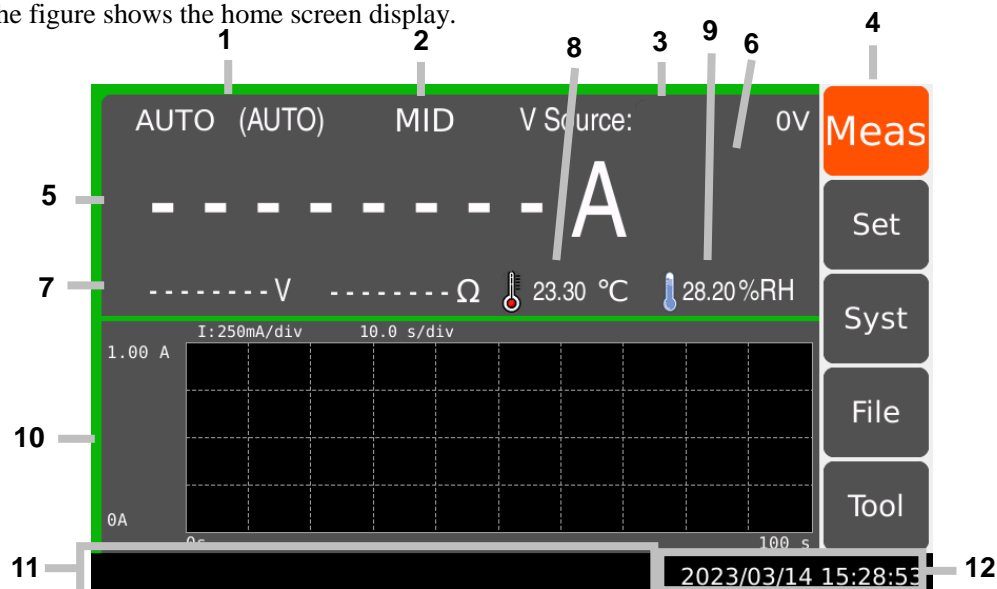 he figure shows the home screen display.
1 2 8 3 9 6 4
AUTO (AUTO) MID V Source: 0V Meas
5 - - - - - - - - A Set
7 --------V --------Ω 23.30 °C 28.20%RH
I:250mA/div 10.0 s/div Syst
1.00 A
File
10
0A Tool
0s 100 s
11 2023/03/14 15:28:53 12